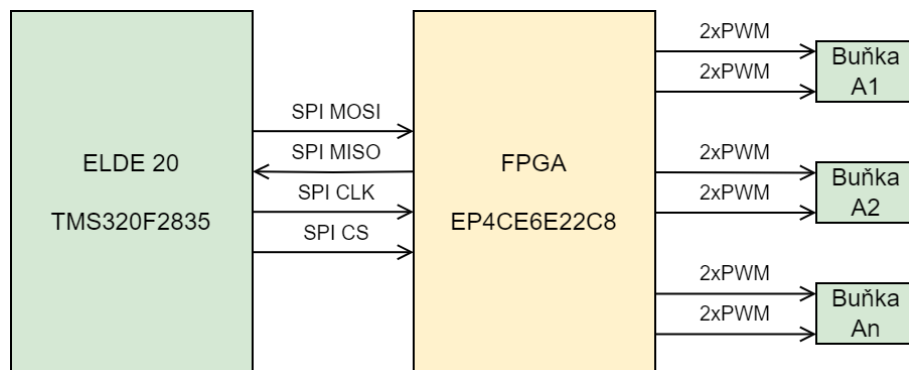 ELDE 20
TMS320F2835
SPI MOSI
SPI MISO
SPI CLK
SPI CS
FPGA
EP4CE6E22C8
2xPWM
2xPWM
Buňka
A1
2xPWM
2xPWM
Buňka
A2
2xPWM
2xPWM
Buňka
An